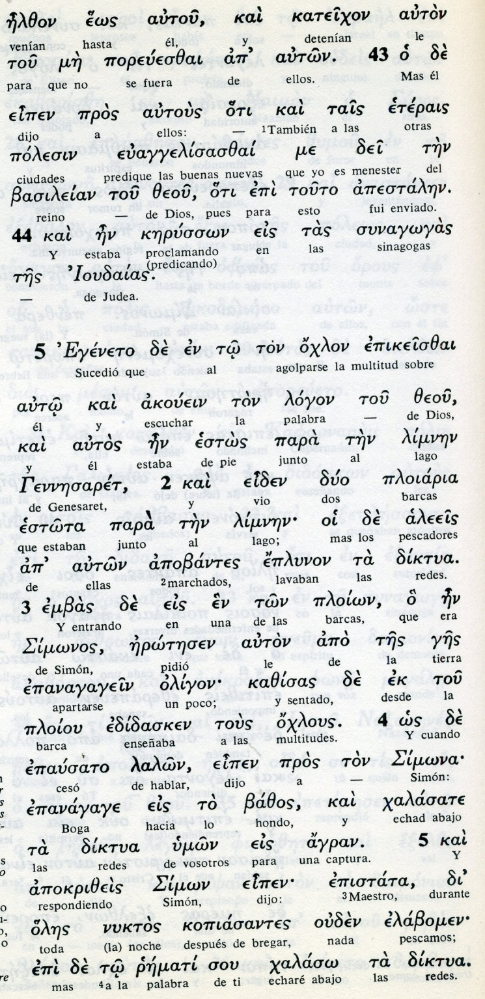 ἦλθον ἕως αὐτοῦ, καὶ κατεῖχον αὐτὸν
venían hasta él, y detenían le
τοῦ μὴ πορεύεσθαι ἀπ' αὐτῶν. 43 ὁ δὲ
para que no se fuera de ellos. Mas él
εἶπεν πρὸς αὐτοὺς ὅτι καὶ ταῖς ἑτέραις
dijo a ellos: — 1También a las otras
πόλεσιν εὐαγγελίσασθαί με δεῖ τὴν
ciudades predique las buenas nuevas que yo es menester del
βασιλείαν τοῦ θεοῦ, ὅτι ἐπὶ τοῦτο ἀπεστάλην.
reino — de Dios, pues para esto fui enviado.
44 καὶ ἦν κηρύσσων εἰς τὰς συναγωγὰς
Y estaba proclamando en las sinagogas
(predicando)
τῆς Ἰουδαίας.
— de Judea.
5 Ἐγένετο δὲ ἐν τῷ τὸν ὄχλον ἐπικεῖσθαι
Sucedió que al agolparse la multitud sobre
αὐτῷ καὶ ἀκούειν τὸν λόγον τοῦ θεοῦ,
él y escuchar la palabra — de Dios,
καὶ αὐτὸς ἦν ἑστὼς παρὰ τὴν λίμνην
y él estaba de pie junto al lago
Γεννησαρέτ, 2 καὶ εἶδεν δύο πλοιάρια
de Genesaret, y vio dos barcas
ἑστῶτα παρὰ τὴν λίμνην· οἱ δὲ ἁλεεῖς
que estaban junto al lago; mas los pescadores
ἀπ' αὐτῶν ἀποβάντες ἔπλυνον τὰ δίκτυα.
de ellas 2marchados, lavaban las redes.
3 ἐμβὰς δὲ εἰς ἓν τῶν πλοίων, ὃ ἦν
Y entrando en una de las barcas, que era
Σίμωνος, ἠρώτησεν αὐτὸν ἀπὸ τῆς γῆς
de Simón, pidió le de la tierra
ἐπαναγαγεῖν ὀλίγον· καθίσας δὲ ἐκ τοῦ
apartarse un poco; y sentado, desde la
πλοίου ἐδίδασκεν τοὺς ὄχλους. 4 ὡς δὲ
barca enseñaba a las multitudes. Y cuando
ἐπαύσατο λαλῶν, εἶπεν πρὸς τὸν Σίμωνα·
cesó de hablar, dijo a — Simón:
ἐπανάγαγε εἰς τὸ βάθος, καὶ χαλάσατε
Boga hacia lo hondo, y echad abajo
τὰ δίκτυα ὑμῶν εἰς ἄγραν. 5 καὶ
las redes de vosotros para una captura. Y
ἀποκριθεὶς Σίμων εἶπεν· ἐπιστάτα, δι'
respondiendo Simón, dijo: 3Maestro, durante
ὅλης νυκτὸς κοπιάσαντες οὐδὲν ἐλάβομεν·
toda (la) noche después de bregar, nada pescamos;
ἐπὶ δὲ τῷ ῥήματί σου χαλάσω τὰ δίκτυα.
mas 4a la palabra de ti echaré abajo las redes.